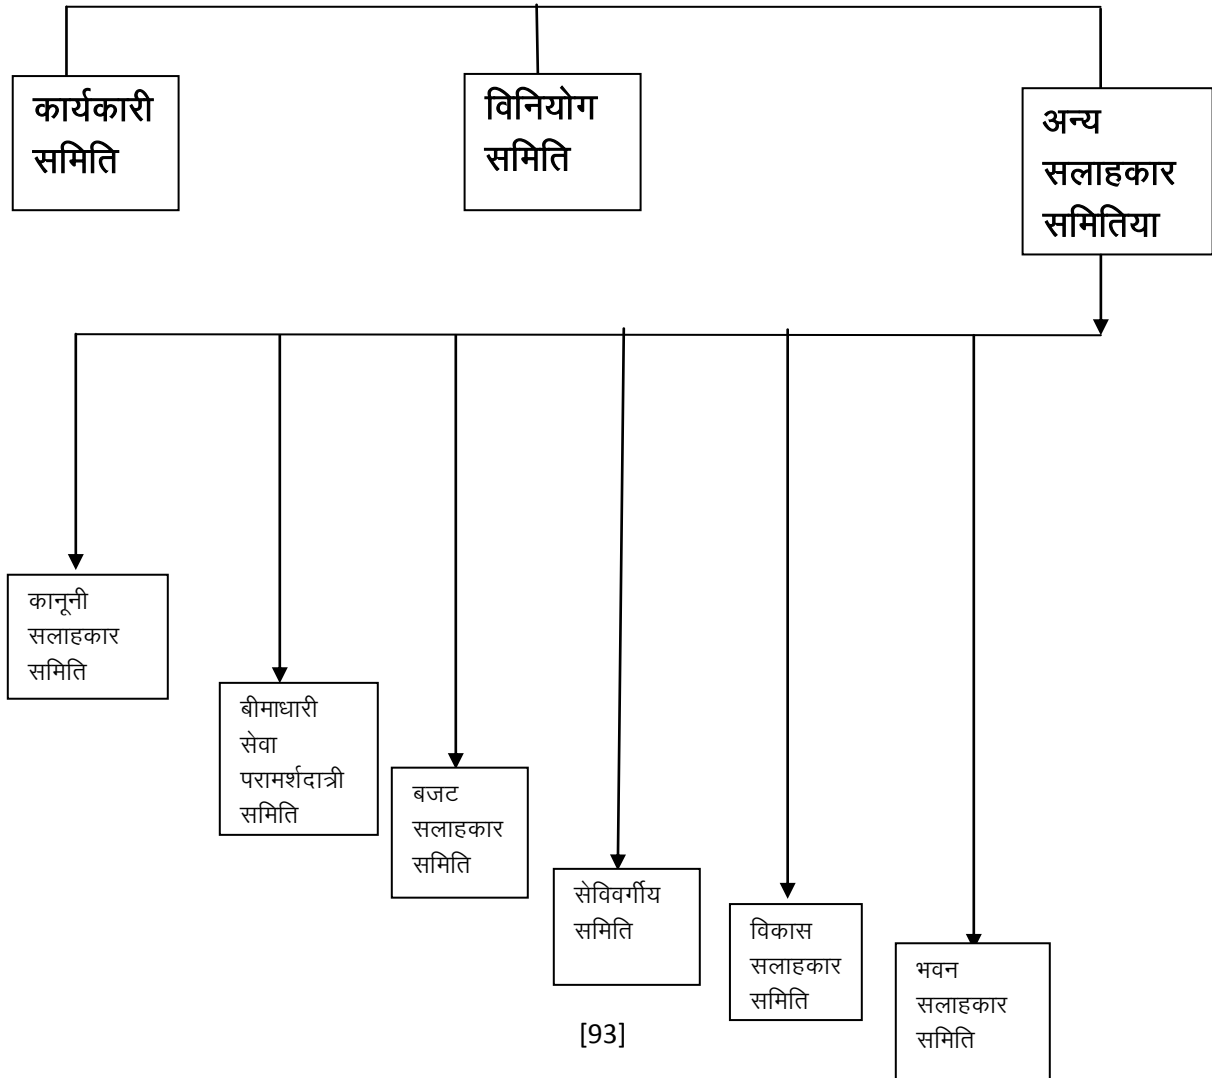 कार्यकारी
समिति
विनियोग
समिति
अन्य
सलाहकार
समितिया
कानूनी
सलाहकार
समिति
बीमाधारी
सेवा
परामर्शदात्री
समिति
बजट
सलाहकार
समिति
सेविवर्गीय
समिति
विकास
सलाहकार
समिति
भवन
सलाहकार
समिति
[93]